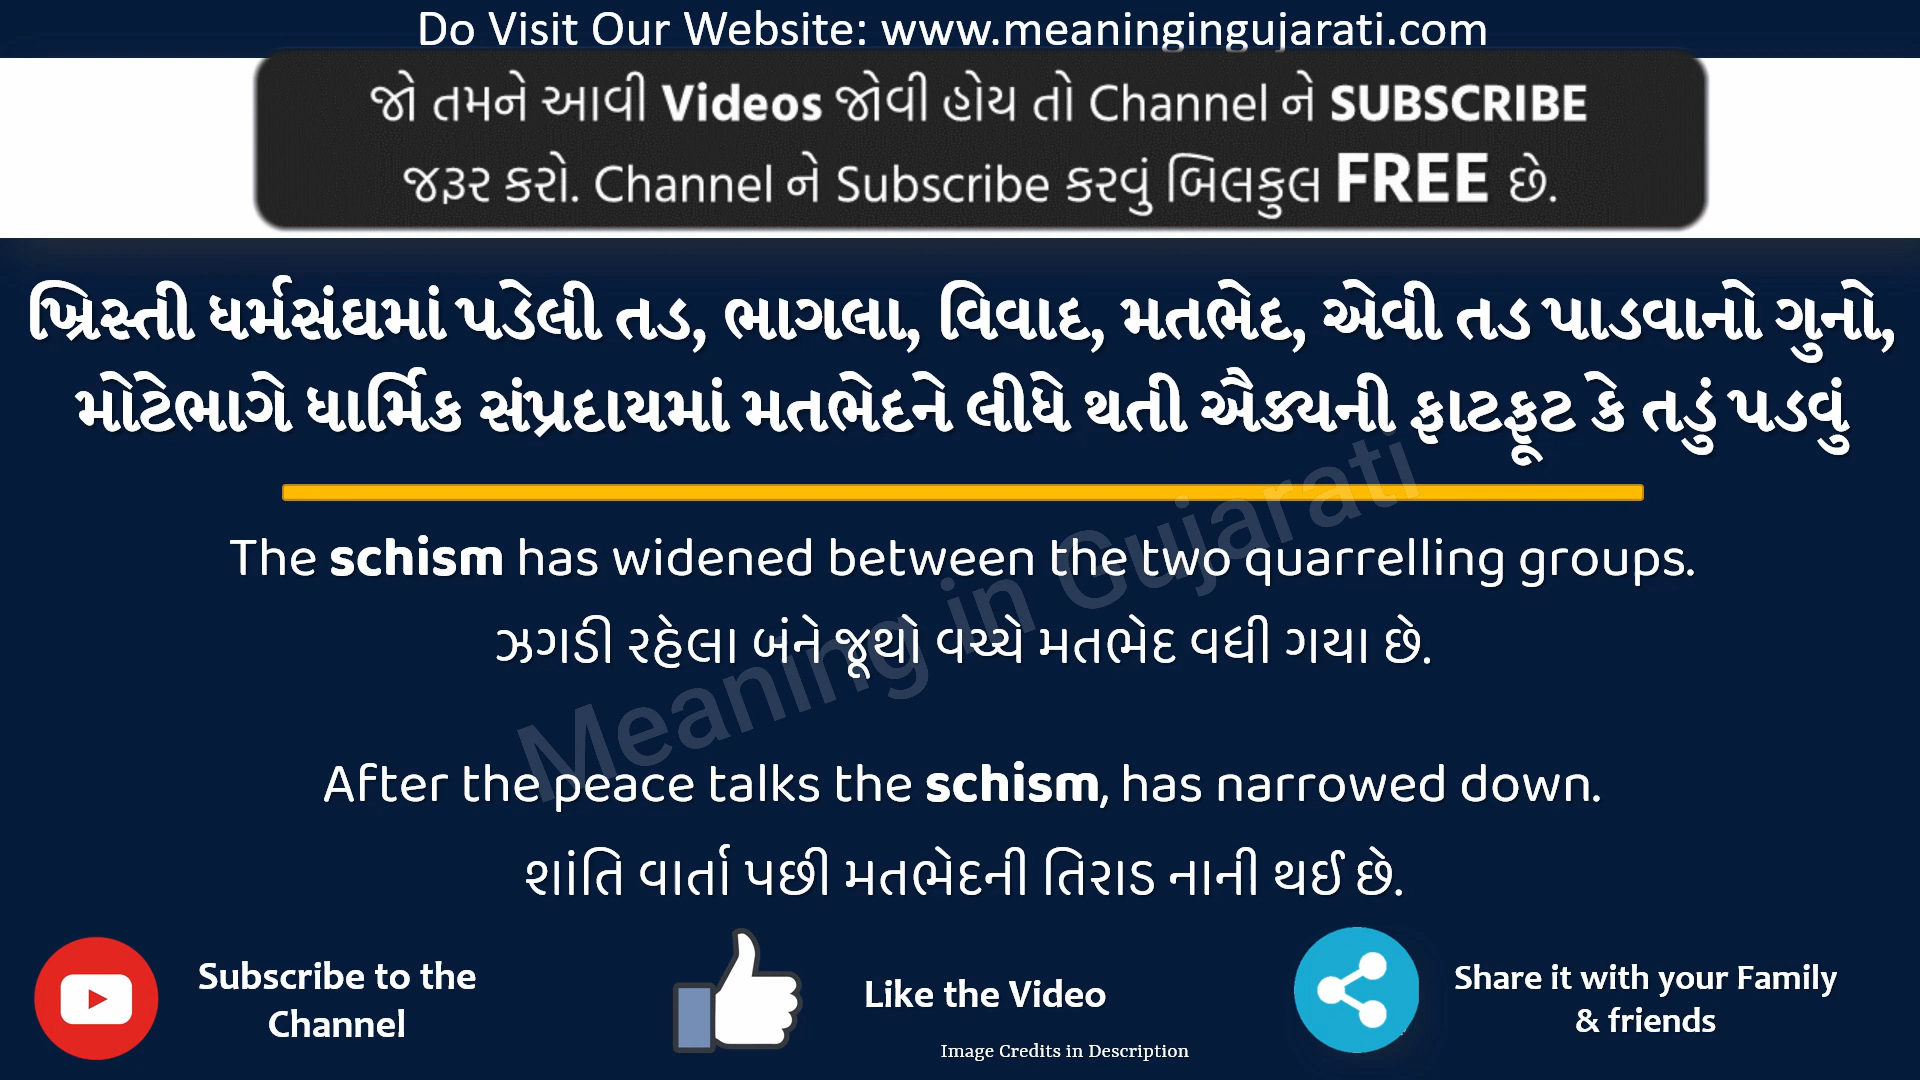 Do Visit Our Website: www.meaningingujarati.com
જો તમને આવી Videos જોવી હોય તો Channel ને SUBSCRIBE
જરૂર કરો. Channel ને Subscribe કરવું બિલકુલ FREE છે.
ખ્રિસ્તી ધર્મસંઘમાં પડેલી તડ, ભાગલા, વિવાદ, મતભેદ, એવી તડ પાડવાનો ગુનો,
મોટેભાગે ધાર્મિક સંપ્રદાયમાં મતભેદને લીધે થતી ઐક્યની ફાટફૂટ કે તડું પડવું
The schism has widened between the two quarrelling groups.
ઝગડી રહેલા બંને જૂથો વચ્ચે મતભેદ વધી ગયા છે.
Meaning in Gujarati
After the peace talks the schism, has narrowed down.
શાંતિ વાર્તા પછી મતભેદની તિરાડ નાની થઈ છે.
Subscribe to the
Channel
Like the Video
Share it with your Family
& friends
Image Credits in Description